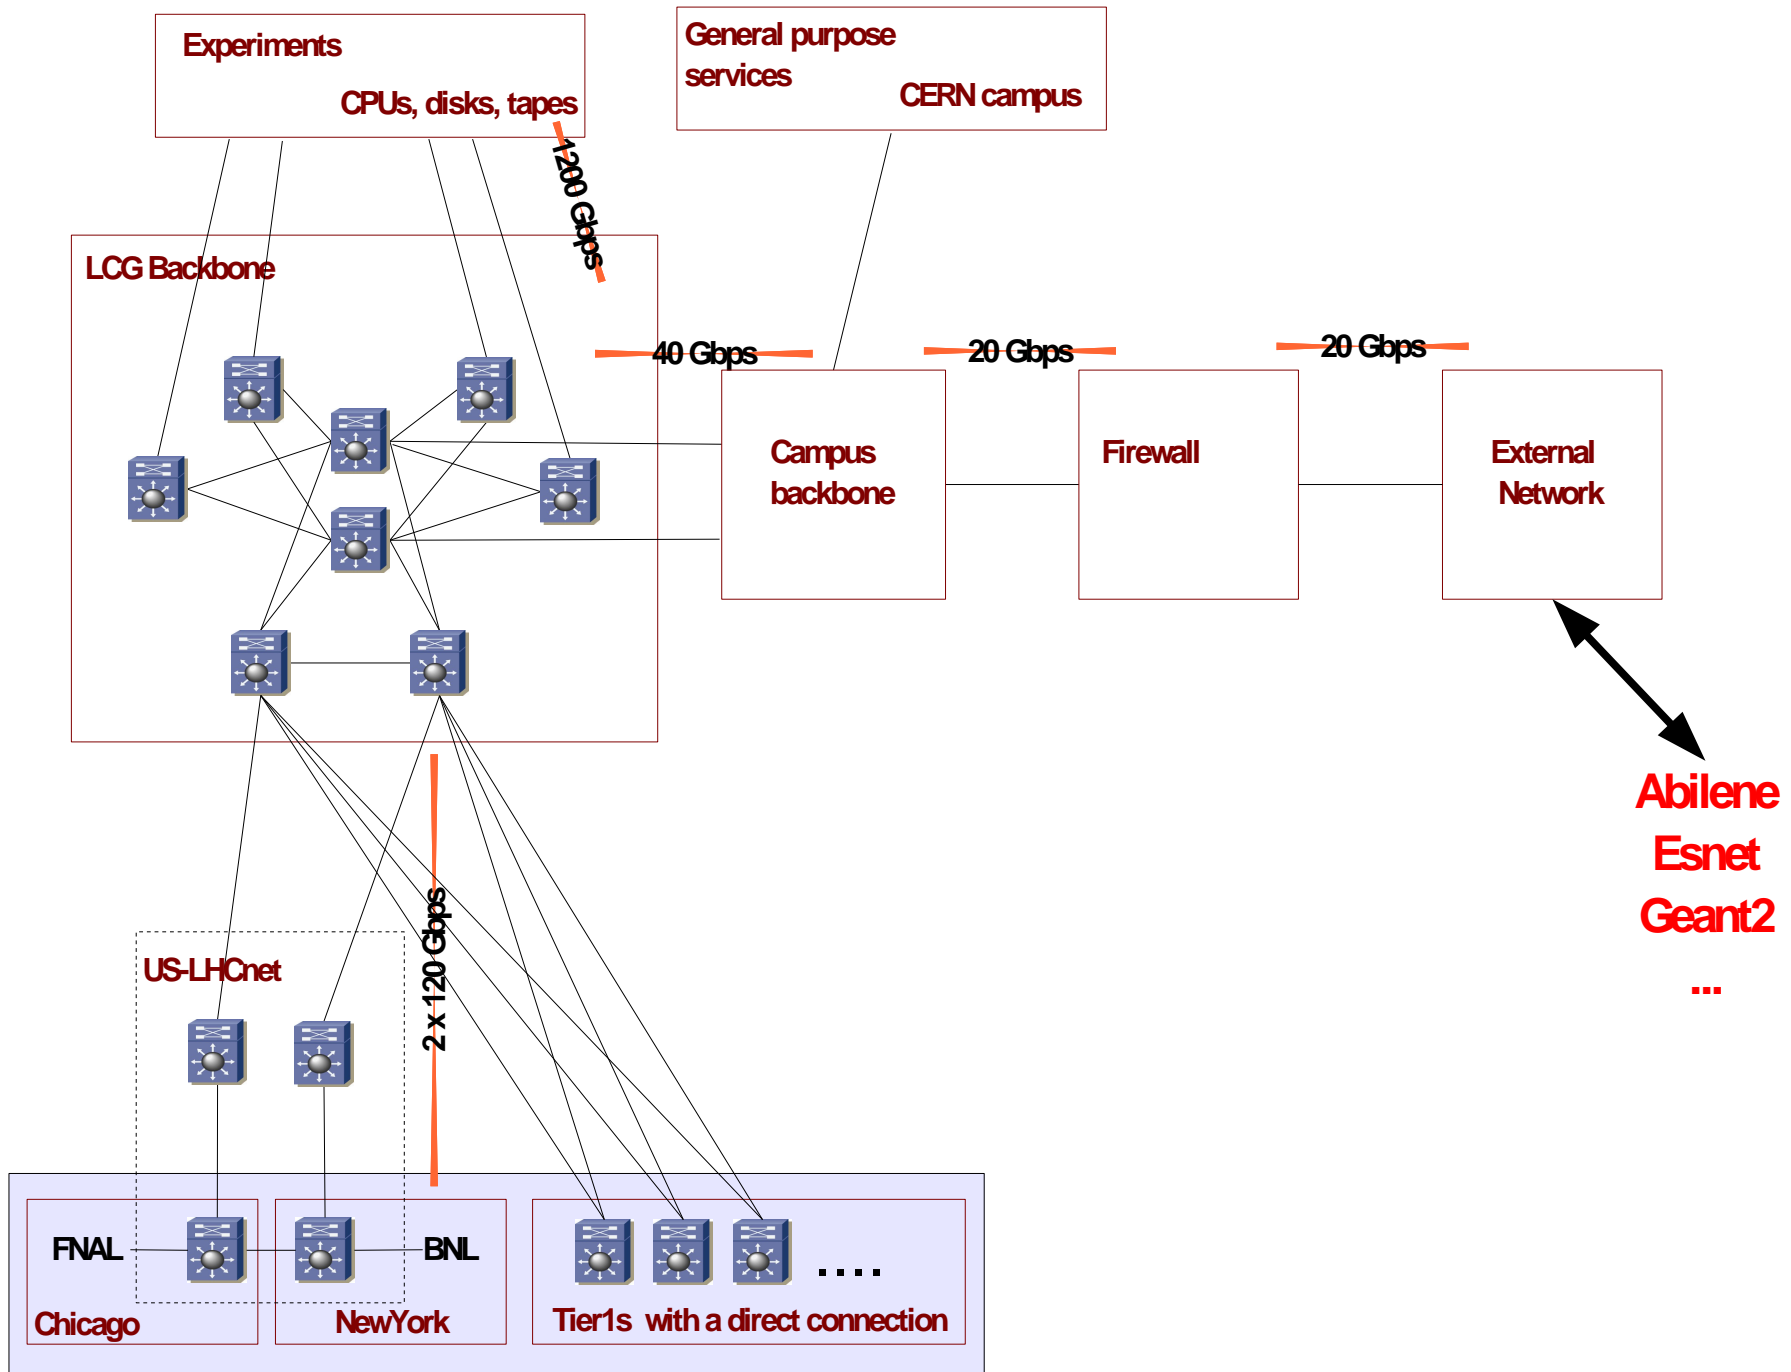 Experiments
CPUs, disks, tapes
General purpose
services
CERN campus
1200 Gbps
LCG Backbone
40 Gbps
20 Gbps
20 Gbps
Campus
backbone
Firewall
External
Network
Abilene
Esnet
Geant2
...
2 x 120 Gbps
US-LHCnet
FNAL
BNL
....
Chicago
NewYork
Tier1s with a direct connection